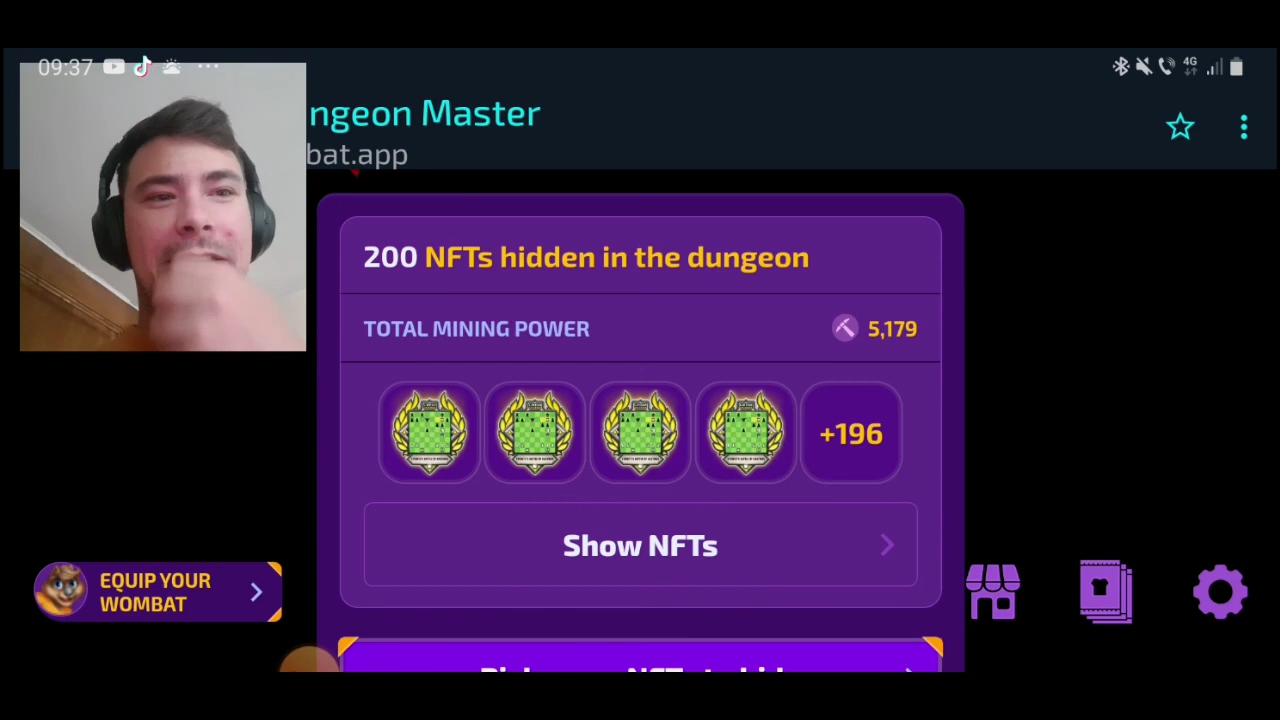 09:37
4G
ngeon Master
bat.app
200 NFTs hidden in the dungeon
TOTAL MINING POWER 5,179
+196
Show NFTs
EQUIP YOUR
WOMBAT